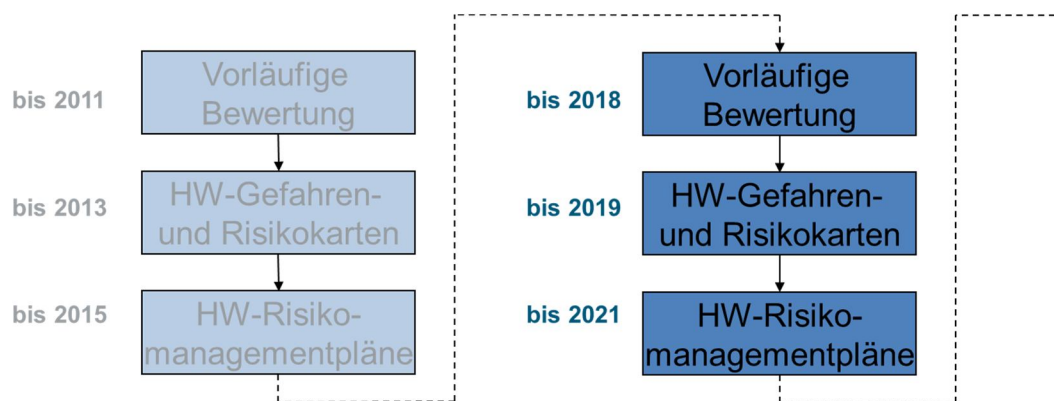 bis 2011
Vorläufige
Bewertung
bis 2013
HW-Gefahren-
und Risikokarten
bis 2015
HW-Risiko-
managementpläne
bis 2018
Vorläufige
Bewertung
bis 2019
HW-Gefahren-
und Risikokarten
bis 2021
HW-Risiko-
managementpläne